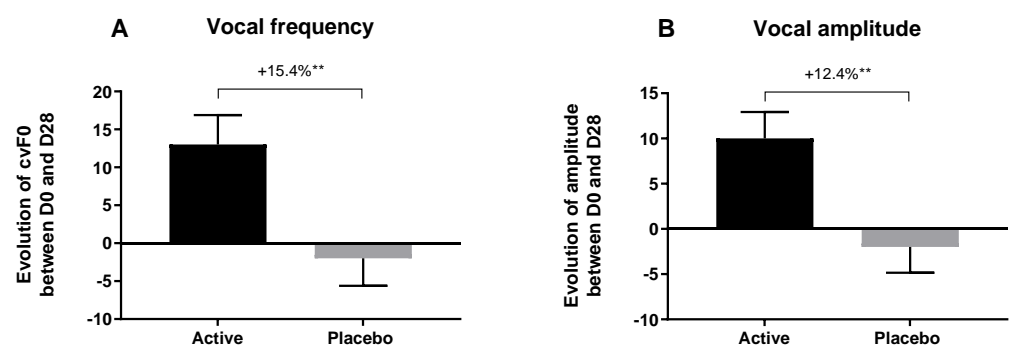 A Vocal frequency
+15.4%**
Evolution of cvF0
between D0 and D28
20
15
10
5
0
-5
-10
Active Placebo
B Vocal amplitude
+12.4%**
Evolution of amplitude
between D0 and D28
15
10
5
0
-5
-10
Active Placebo